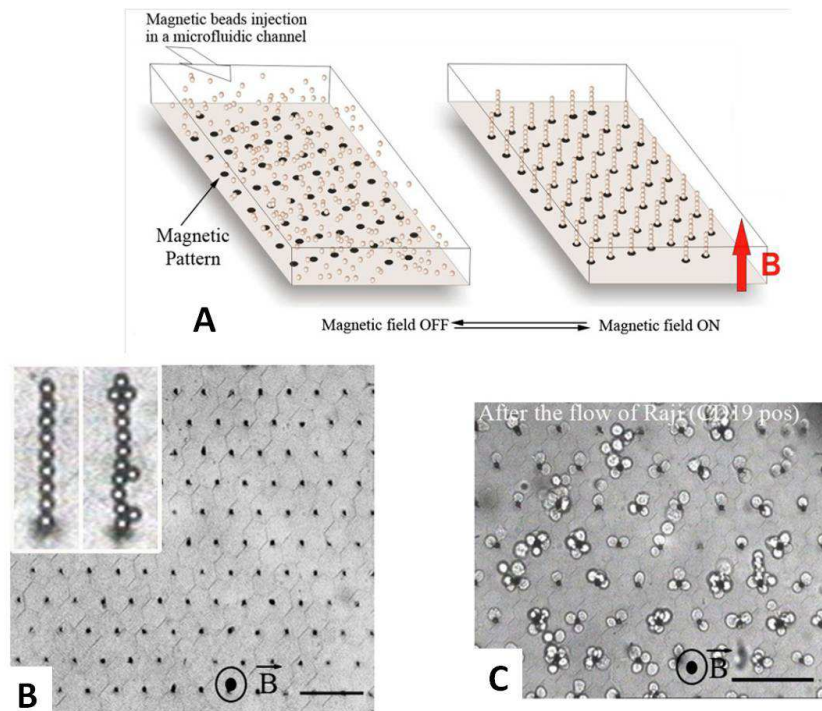 Magnetic beads injection
in a microfluidic channel
Magnetic
Pattern
B
A
Magnetic field OFF
Magnetic field ON
After the flow of Raji (CD19 pos)
B
B
B
C